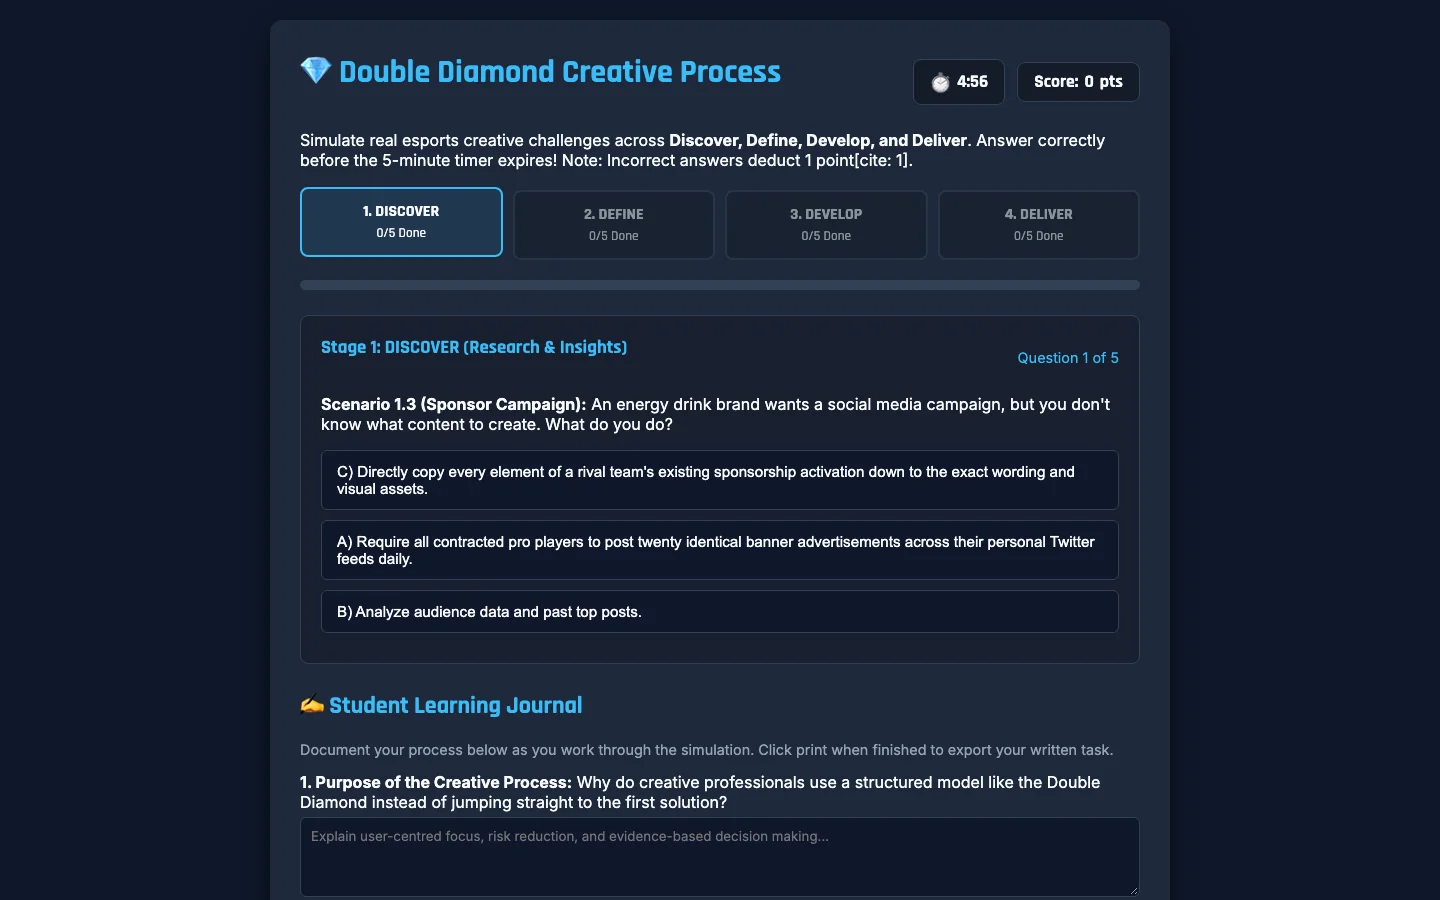 💎 Double Diamond Creative Process
⏱️ 4:56
Score: 0 pts
Simulate real esports creative challenges across Discover, Define, Develop, and Deliver. Answer correctly
before the 5-minute timer expires! Note: Incorrect answers deduct 1 point[cite: 1].
1. DISCOVER
0/5 Done
2. DEFINE
0/5 Done
3. DEVELOP
0/5 Done
4. DELIVER
0/5 Done
Stage 1: DISCOVER (Research & Insights)
Question 1 of 5
Scenario 1.3 (Sponsor Campaign): An energy drink brand wants a social media campaign, but you don't
know what content to create. What do you do?
C) Directly copy every element of a rival team's existing sponsorship activation down to the exact wording and
visual assets.
A) Require all contracted pro players to post twenty identical banner advertisements across their personal Twitter
feeds daily.
B) Analyze audience data and past top posts.
✍️ Student Learning Journal
Document your process below as you work through the simulation. Click print when finished to export your written task.
1. Purpose of the Creative Process: Why do creative professionals use a structured model like the Double
Diamond instead of jumping straight to the first solution?
Explain user-centred focus, risk reduction, and evidence-based decision making...